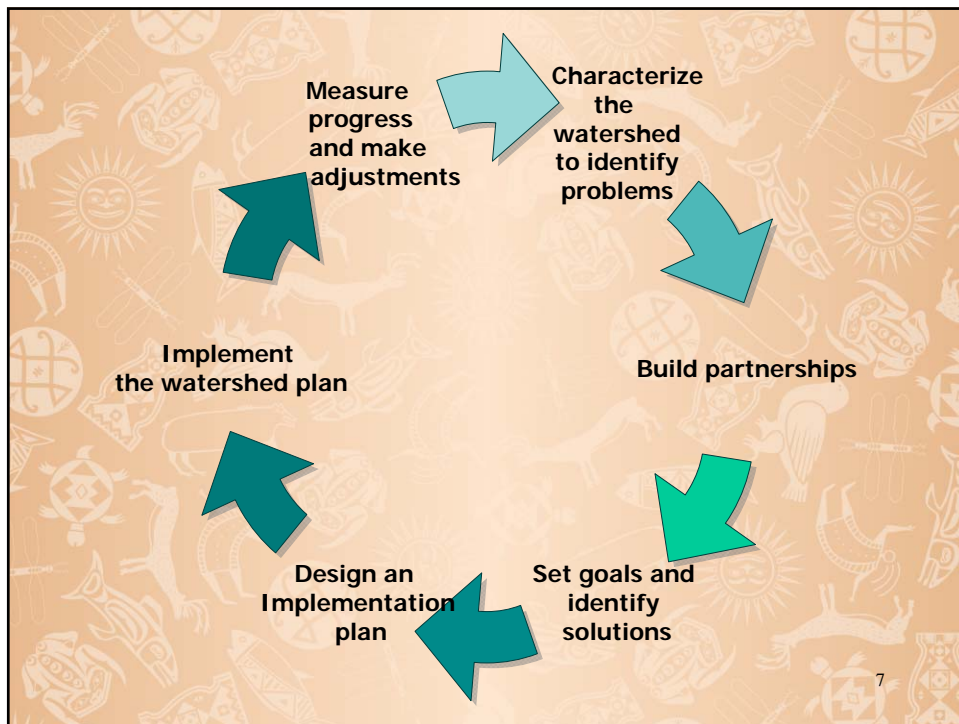 Measure
progress
and make
adjustments
Characterize
the
watershed
to identify
problems
Build partnerships
Set goals and
identify
solutions
Design an
Implementation
plan
Implement
the watershed plan
7